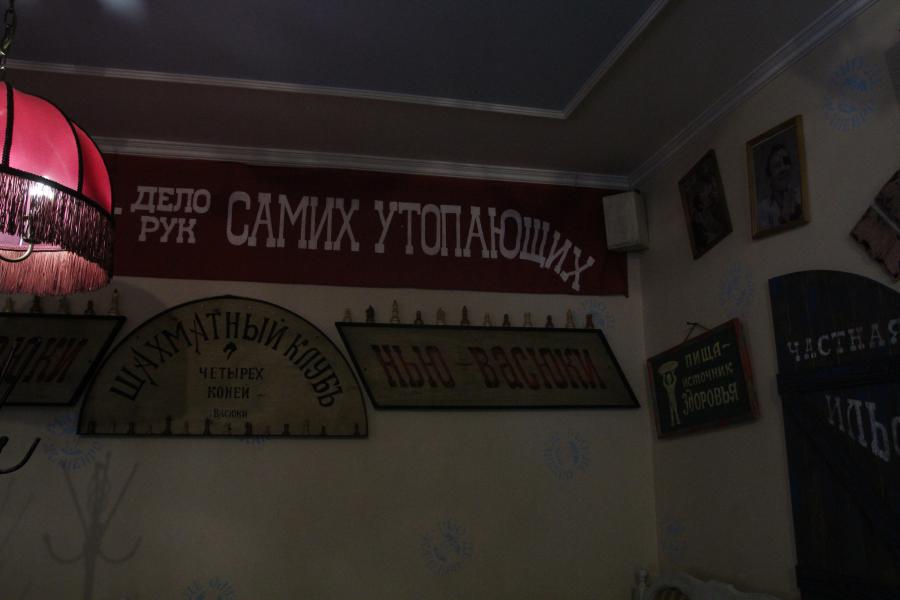 ДЕЛО
РУК САМИХ УТОПАЮЩИХ
ШАХМАТНЫЙ КЛУБЪ
ЧЕТЫРЕХ
КОНЕЙ –
ВАСЮКИ
НЬЮ-ВАСЮКИ
ПИЩА–
ИСТОЧНИК
ЗДОРОВЬЯ
ЧАСТНАЯ